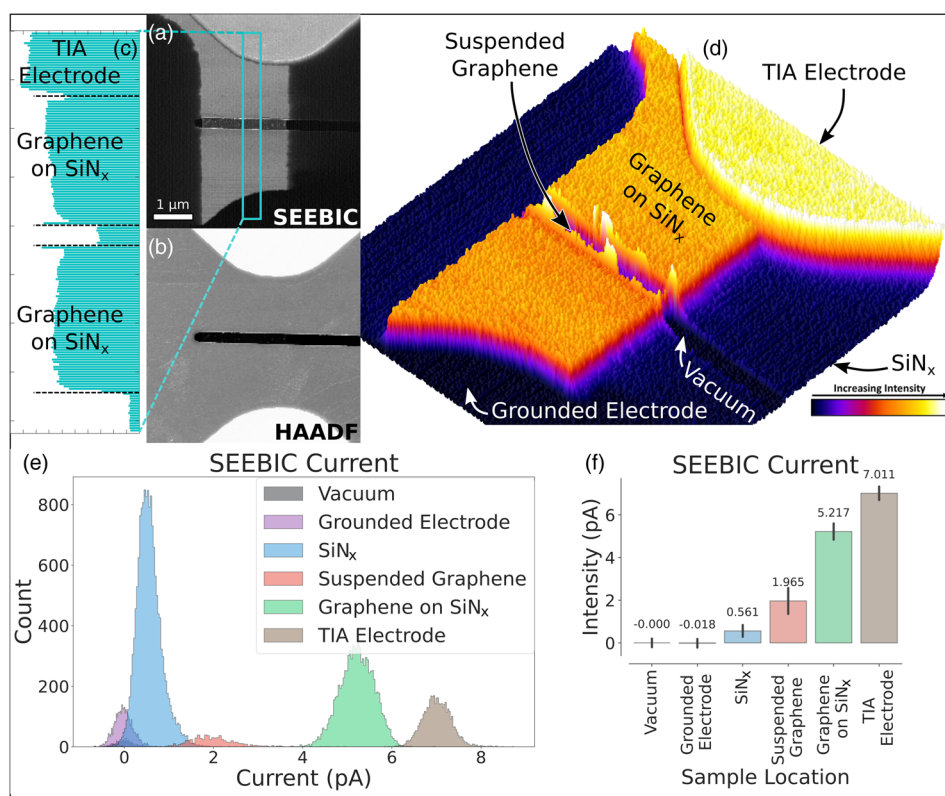 (c)
TIA
Electrode
Graphene
on SiNx
Graphene
on SiNx
(a)
1 μm
SEEBIC
(b)
HAADF
(d)
Suspended
Graphene
TIA Electrode
Graphene
on SiNx
Vacuum
SiNx
Grounded Electrode
Increasing Intensity
(e)
SEEBIC Current
Vacuum
Grounded Electrode
SiNx
Suspended Graphene
Graphene on SiNx
TIA Electrode
Count
800
600
400
200
0
0 2 4 6 8
Current (pA)
(f)
SEEBIC Current
Intensity (pA)
6
4
2
0
-0.000
-0.018
0.561
1.965
5.217
7.011
Vacuum
Grounded
Electrode
SiNx
Suspended
Graphene
Graphene
on SiNx
TIA
Electrode
Sample Location